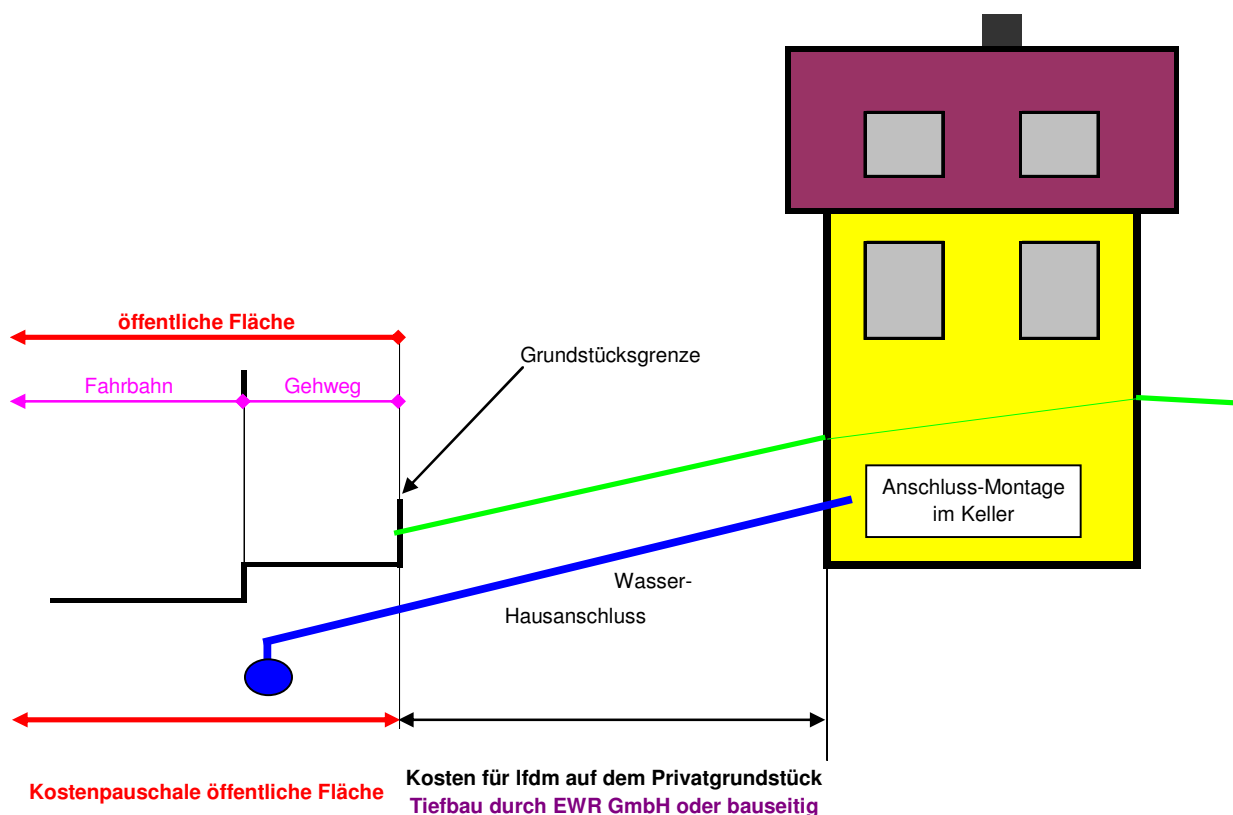 öffentliche Fläche
Grundstücksgrenze
Fahrbahn
Gehweg
Anschluss-Montage
im Keller
Wasser-
Hausanschluss
Kosten für lfdm auf dem Privatgrundstück
Kostenpauschale öffentliche Fläche
Tiefbau durch EWR GmbH oder bauseitig